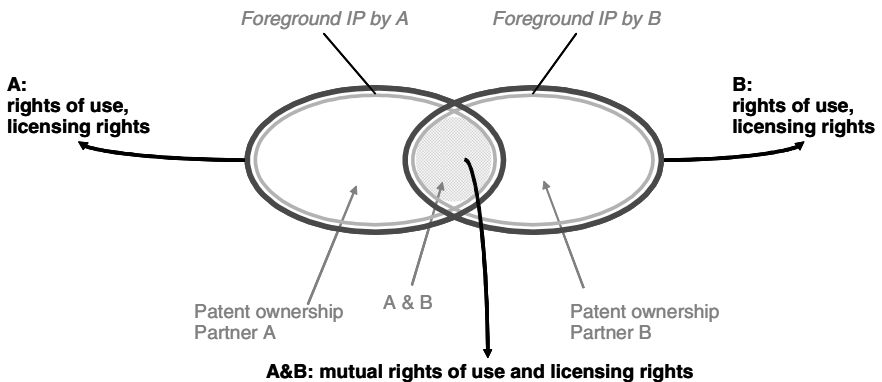 Foreground IP by A
Foreground IP by B
A:
rights of use,
licensing rights
B:
rights of use,
licensing rights
Patent ownership
Partner A
A & B
Patent ownership
Partner B
A&B: mutual rights of use and licensing rights